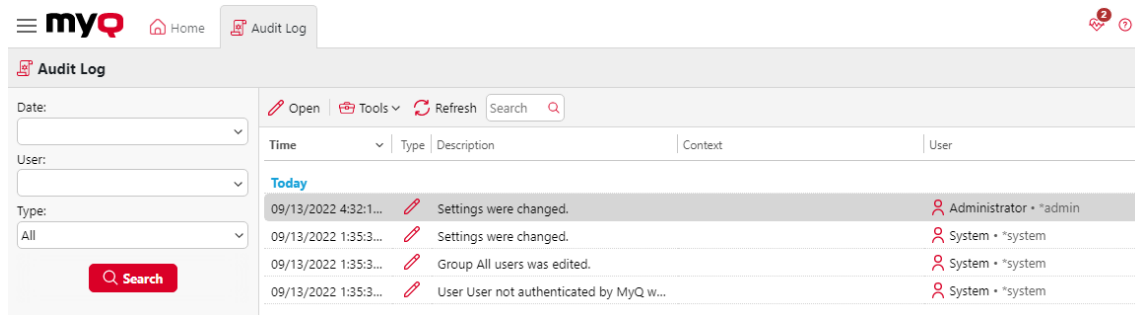 myQ Home Audit Log 2
Audit Log
Date:
User:
Type:
All
Search
Open Tools Refresh Search
Time Type Description Context User
Today
09/13/2022 4:32:1... Settings were changed. Administrator • *admin
09/13/2022 1:35:3... Settings were changed. System • *system
09/13/2022 1:35:3... Group All users was edited. System • *system
09/13/2022 1:35:3... User User not authenticated by MyQ w... System • *system